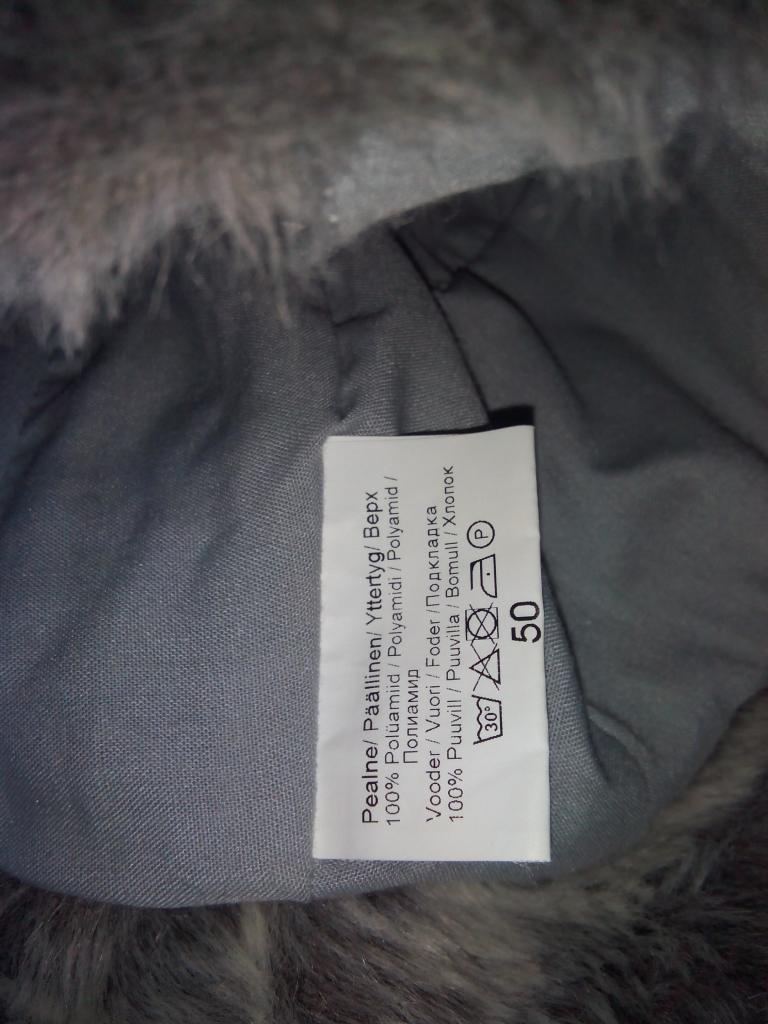 Pealne/ Päällinen/ Yttertyg/ Верх
100% Polüamiid / Polyamidi / Polyamid /
Полиамид
Vooder / Vuori / Foder /Подкладка
100% Puuvill / Puuvilla / Bomull / Хлопок
30° P
50